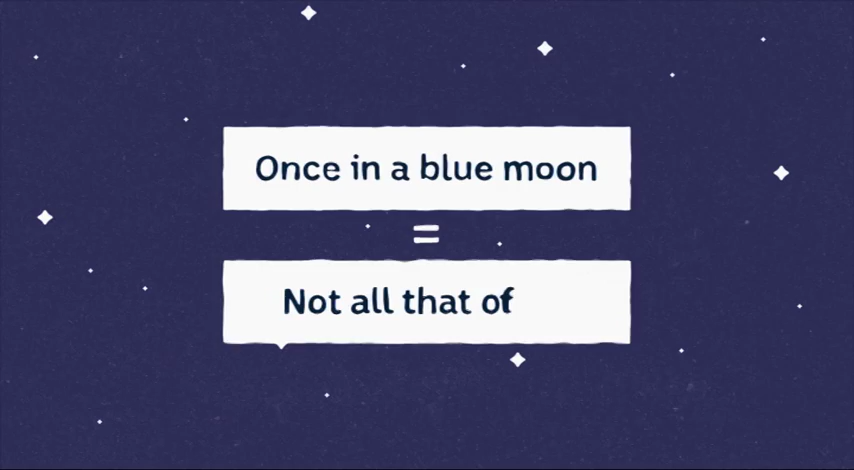 Once in a blue moon
=
Not all that of